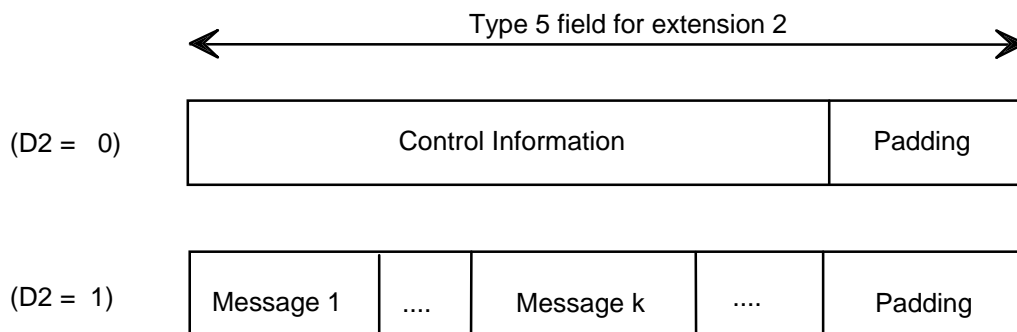 Type 5 field for extension 2
(D2 = 0) Control Information Padding
(D2 = 1) Message 1 .... Message k .... Padding